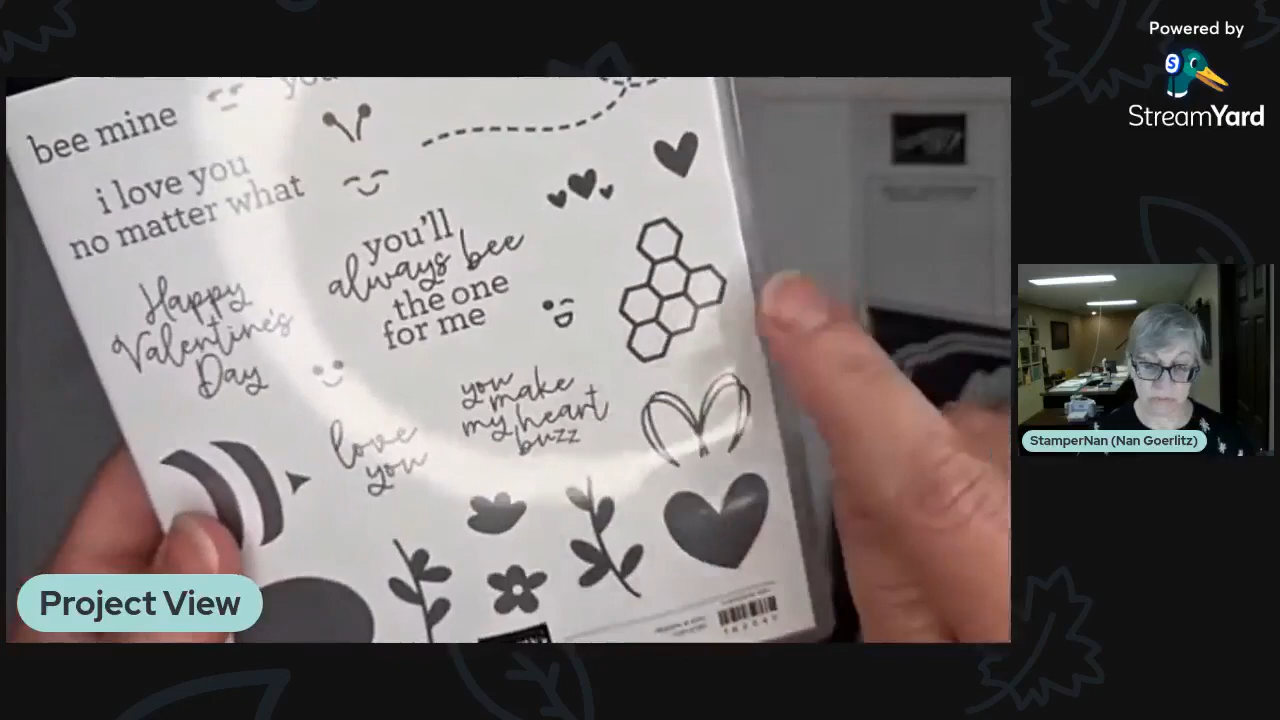 Powered by
StreamYard
bee mine
you
i love you
no matter what
you'll
always bee
the one
for me
Happy
Valentine's
Day
you
make
my heart
buzz
love
you
Project View
StamperNan (Nan Goerlitz)